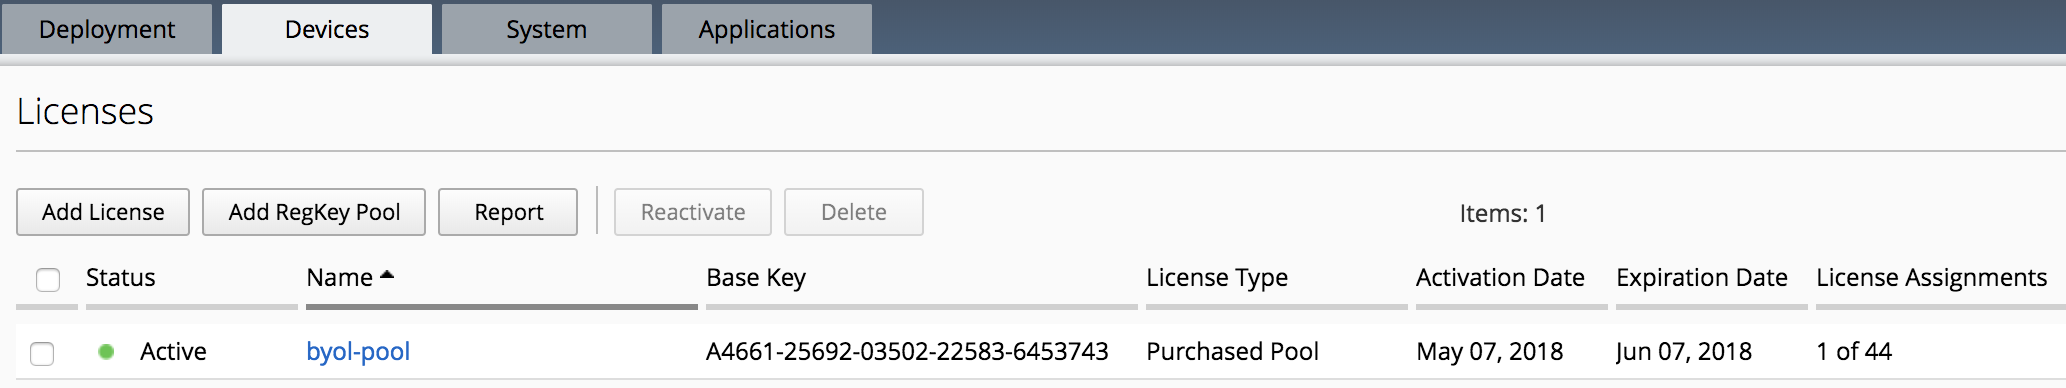 Deployment Devices System Applications
Licenses
Add License Add RegKey Pool Report Reactivate Delete Items: 1
Status Name Base Key License Type Activation Date Expiration Date License Assignments
Active byol-pool A4661-25692-03502-22583-6453743 Purchased Pool May 07, 2018 Jun 07, 2018 1 of 44